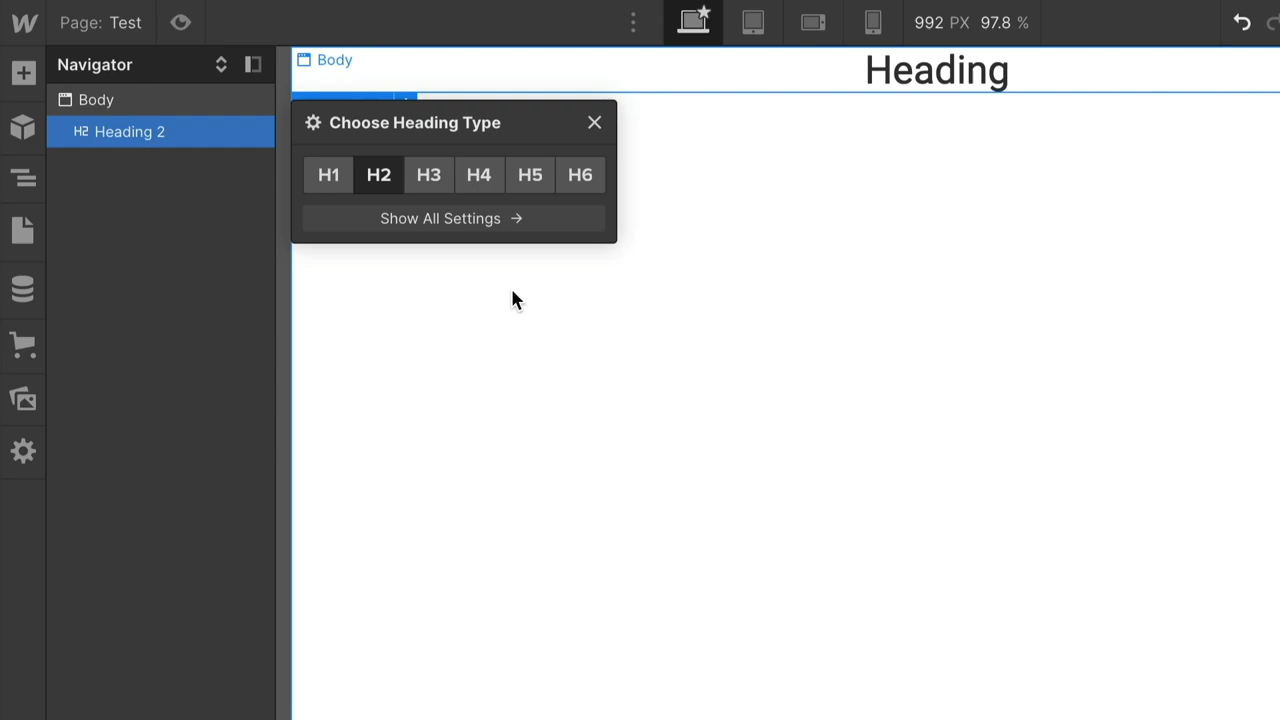 Page: Test
992 PX 97.8 %
Navigator
Body
H2 Heading 2
Body
Heading
Choose Heading Type
H1 H2 H3 H4 H5 H6
Show All Settings →